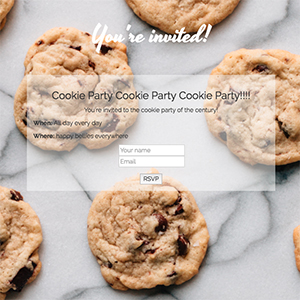 You're invited!
Cookie Party Cookie Party Cookie Party!!!!
You're invited to the cookie party of the century!
When: All day every day
Where: happy bellies everywhere
Your name
Email
RSVP